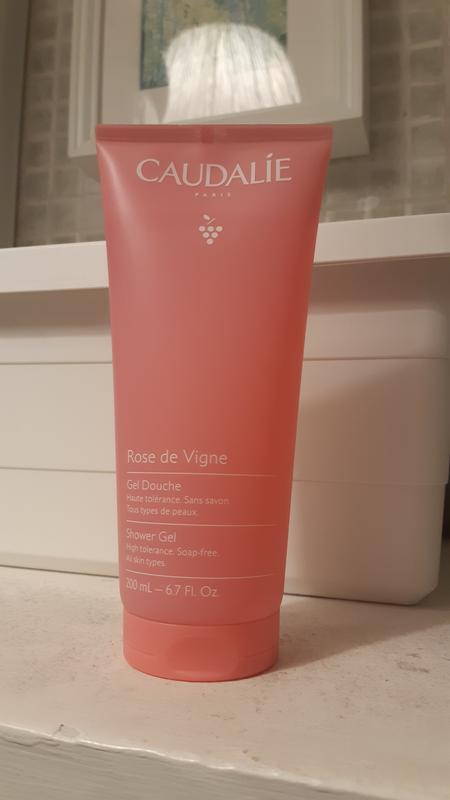 CAUDALÍE
PARIS
Rose de Vigne
Gel Douche
Haute tolérance. Sans savon.
Tous types de peaux.
Shower Gel
High tolerance. Soap-free.
All skin types.
200 mL – 6.7 Fl. Oz.